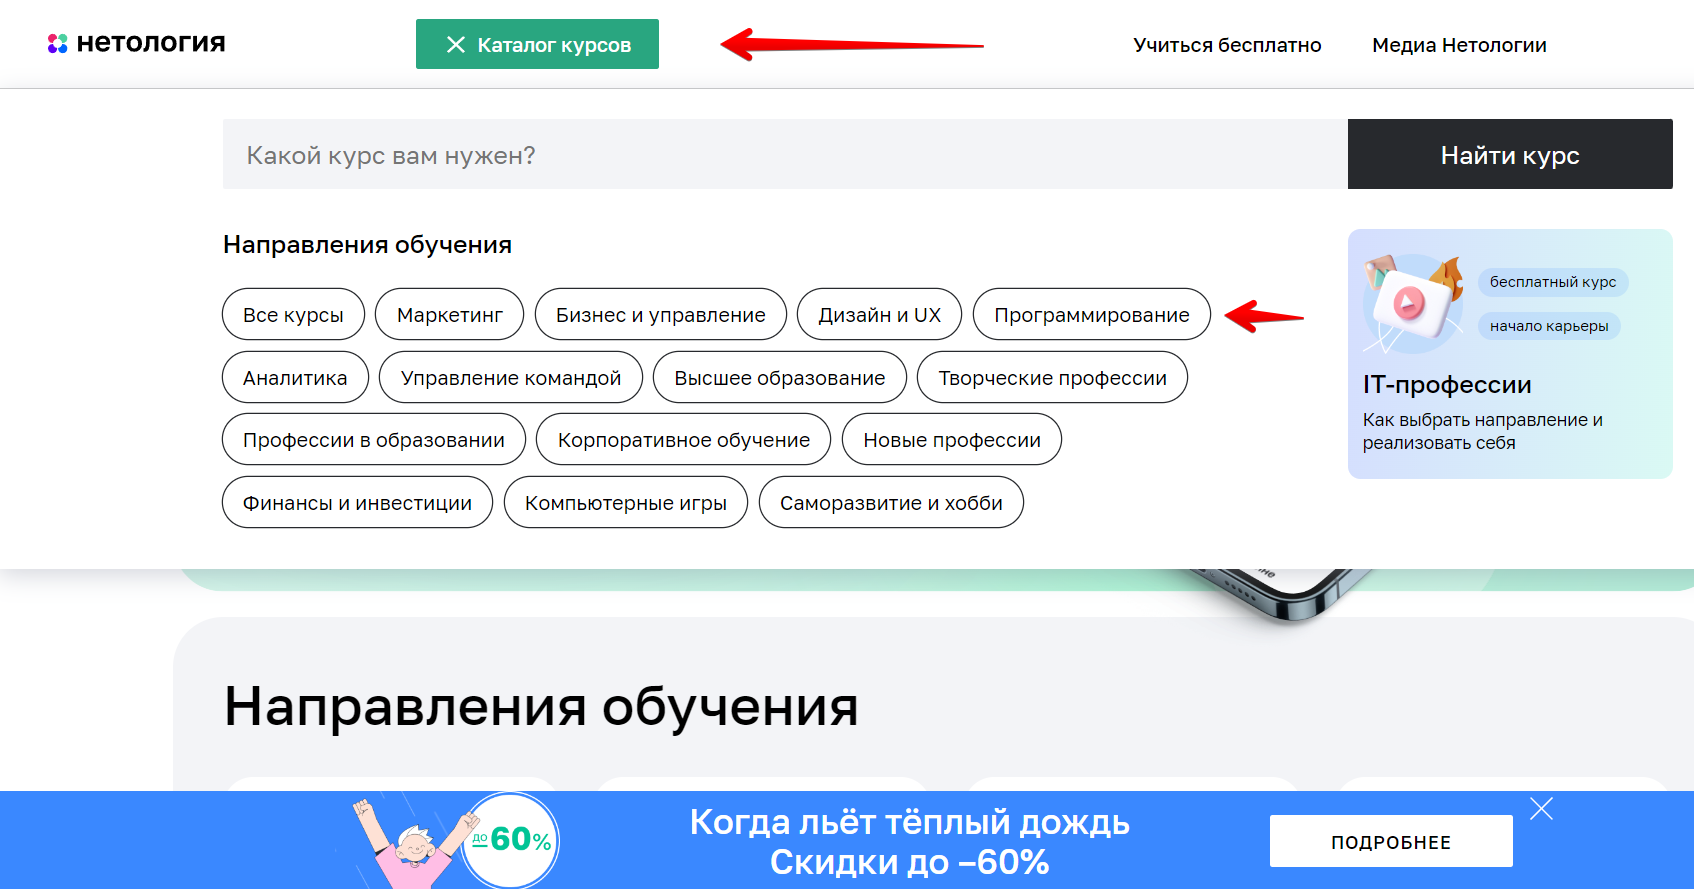 нетология
Каталог курсов
Учиться бесплатно
Медиа Нетологии
Какой курс вам нужен?
Найти курс
Направления обучения
Все курсы
Маркетинг
Бизнес и управление
Дизайн и UX
Программирование
Аналитика
Управление командой
Высшее образование
Творческие профессии
Профессии в образовании
Корпоративное обучение
Новые профессии
Финансы и инвестиции
Компьютерные игры
Саморазвитие и хобби
бесплатный курс
начало карьеры
IT-профессии
Как выбрать направление и
реализовать себя
Направления обучения
до 60%
Когда льёт тёплый дождь
Скидки до –60%
ПОДРОБНЕЕ